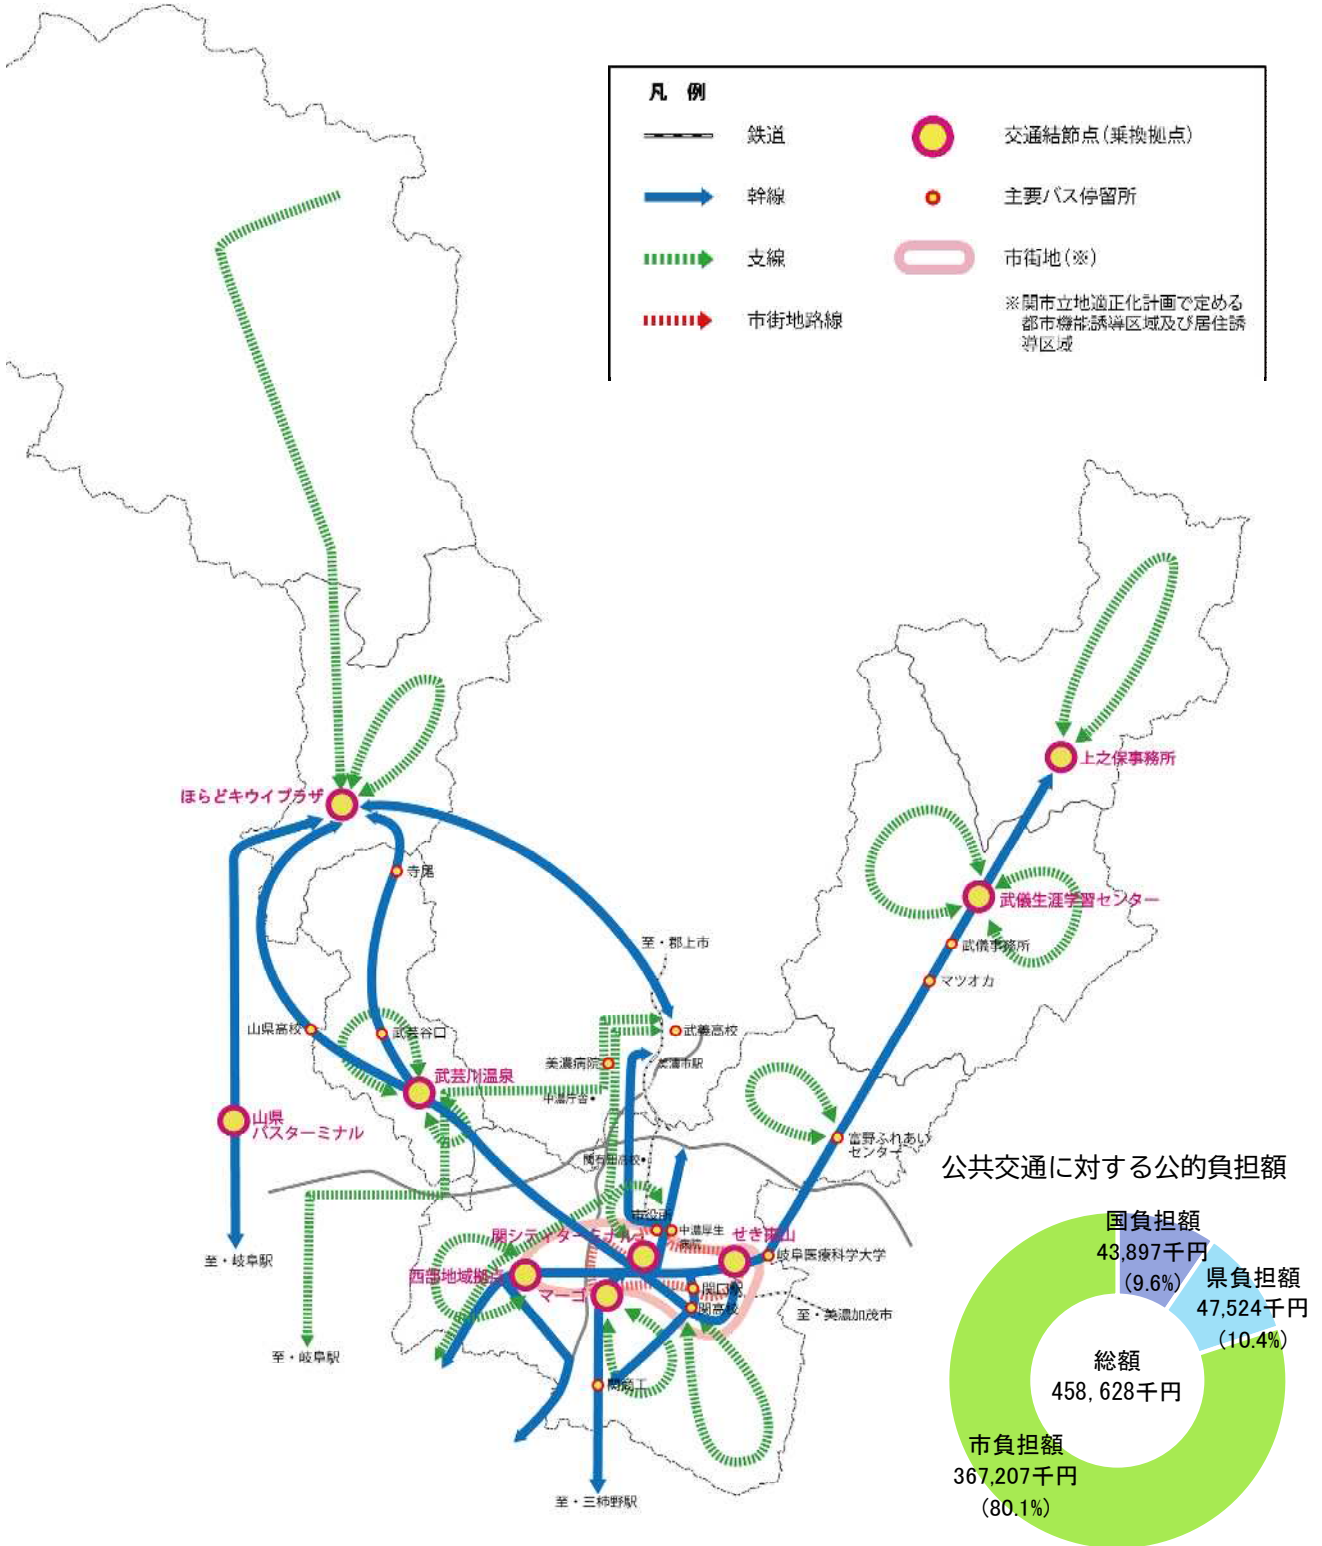 凡 例
鉄道
幹線
支線
市街地路線
交通結節点(乗換拠点)
主要バス停留所
市街地(※)
※関市立地適正化計画で定める
都市機能誘導区域及び居住誘
導区域
上之保事務所
ほらどキウイプラザ
寺尾
武儀生涯学習センター
至・郡上市
武儀事務所
マツオカ
山県高校
武芸谷口
武義高校
美濃病院
美濃市駅
武芸川温泉
中濃庁舎
山県
バスターミナル
富野ふれあい
センター
関有知高校
市役所
関シティターミナル
中濃厚生
病院
せき東山
岐阜医療科学大学
至・岐阜駅
西部地域拠点
マーゴ
関口駅
関高校
至・美濃加茂市
至・岐阜駅
関商工
至・三柿野駅
公共交通に対する公的負担額
国負担額
43,897千円
(9.6%)
県負担額
47,524千円
(10.4%)
総額
458,628千円
市負担額
367,207千円
(80.1%)